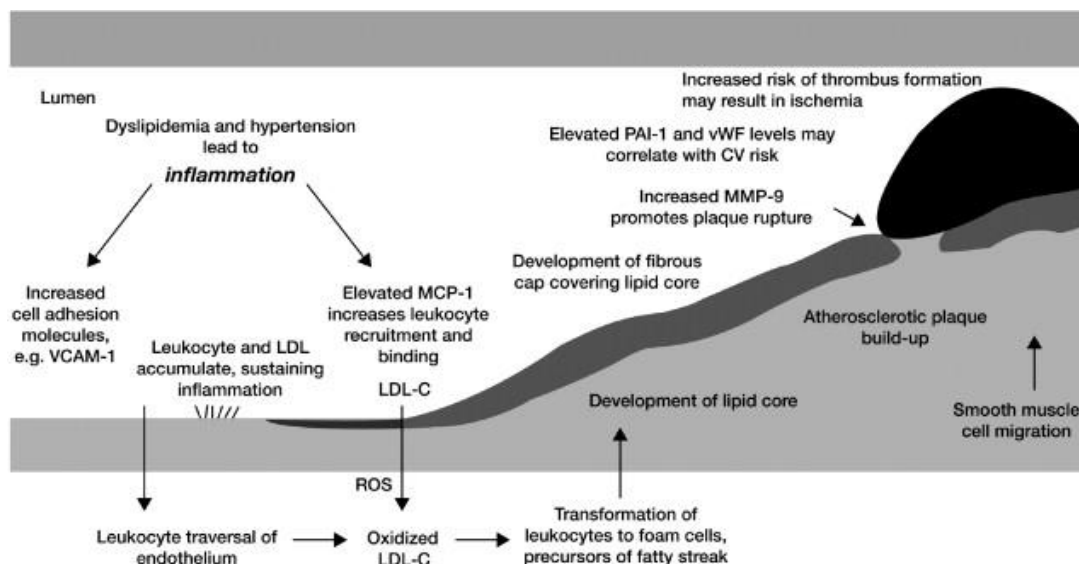 Lumen
Dyslipidemia and hypertension
lead to
inflammation
Increased
cell adhesion
molecules,
e.g. VCAM-1
Leukocyte and LDL
accumulate, sustaining
inflammation
Elevated MCP-1
increases leukocyte
recruitment and
binding
LDL-C
Increased risk of thrombus formation
may result in ischemia
Elevated PAI-1 and vWF levels may
correlate with CV risk
Increased MMP-9
promotes plaque rupture
Development of fibrous
cap covering lipid core
Atherosclerotic plaque
build-up
Development of lipid core
Smooth muscle
cell migration
ROS
Leukocyte traversal of
endothelium
Oxidized
LDL-C
Transformation of
leukocytes to foam cells,
precursors of fatty streak